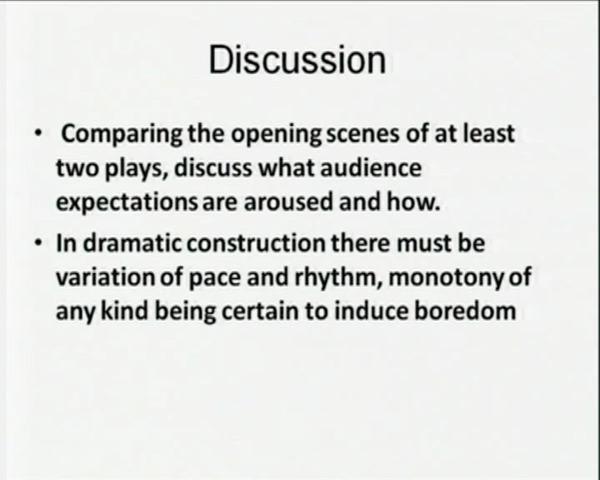 Discussion
• Comparing the opening scenes of at least
two plays, discuss what audience
expectations are aroused and how.
• In dramatic construction there must be
variation of pace and rhythm, monotony of
any kind being certain to induce boredom